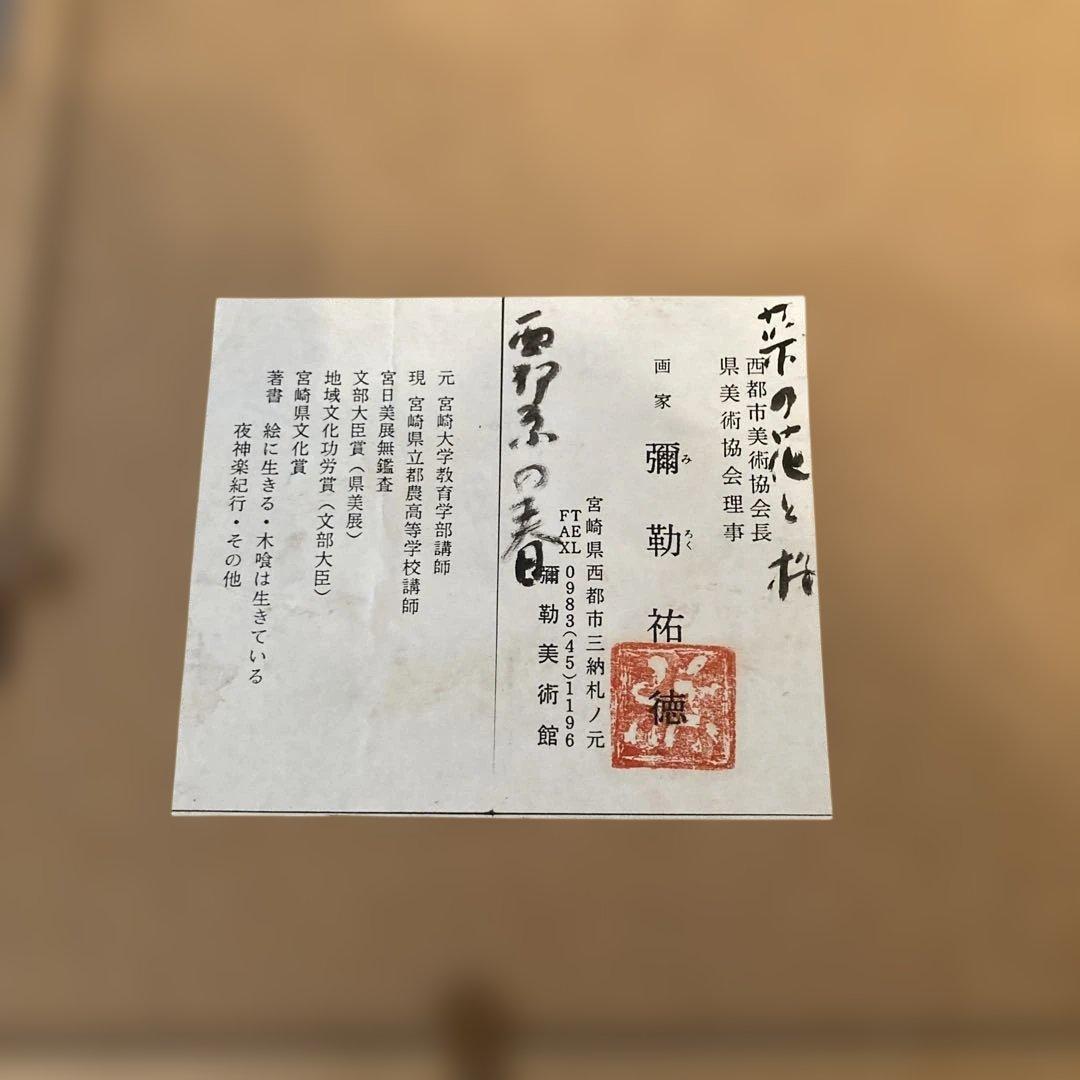 菜の花と桜
西都市美術協会長
県美術協会理事
みろく
画家 彌勒祐徳
宮崎県西都市三納札ノ元
TEL
FAX 0983(45)1196
彌勒美術館
西都原の春
元 宮崎大学教育学部講師
現 宮崎県立都農高等学校講師
宮日美展無鑑査
文部大臣賞(県美展)
地域文化功労賞(文部大臣)
宮崎県文化賞
著書 絵に生きる・木喰は生きている
夜神楽紀行・その他